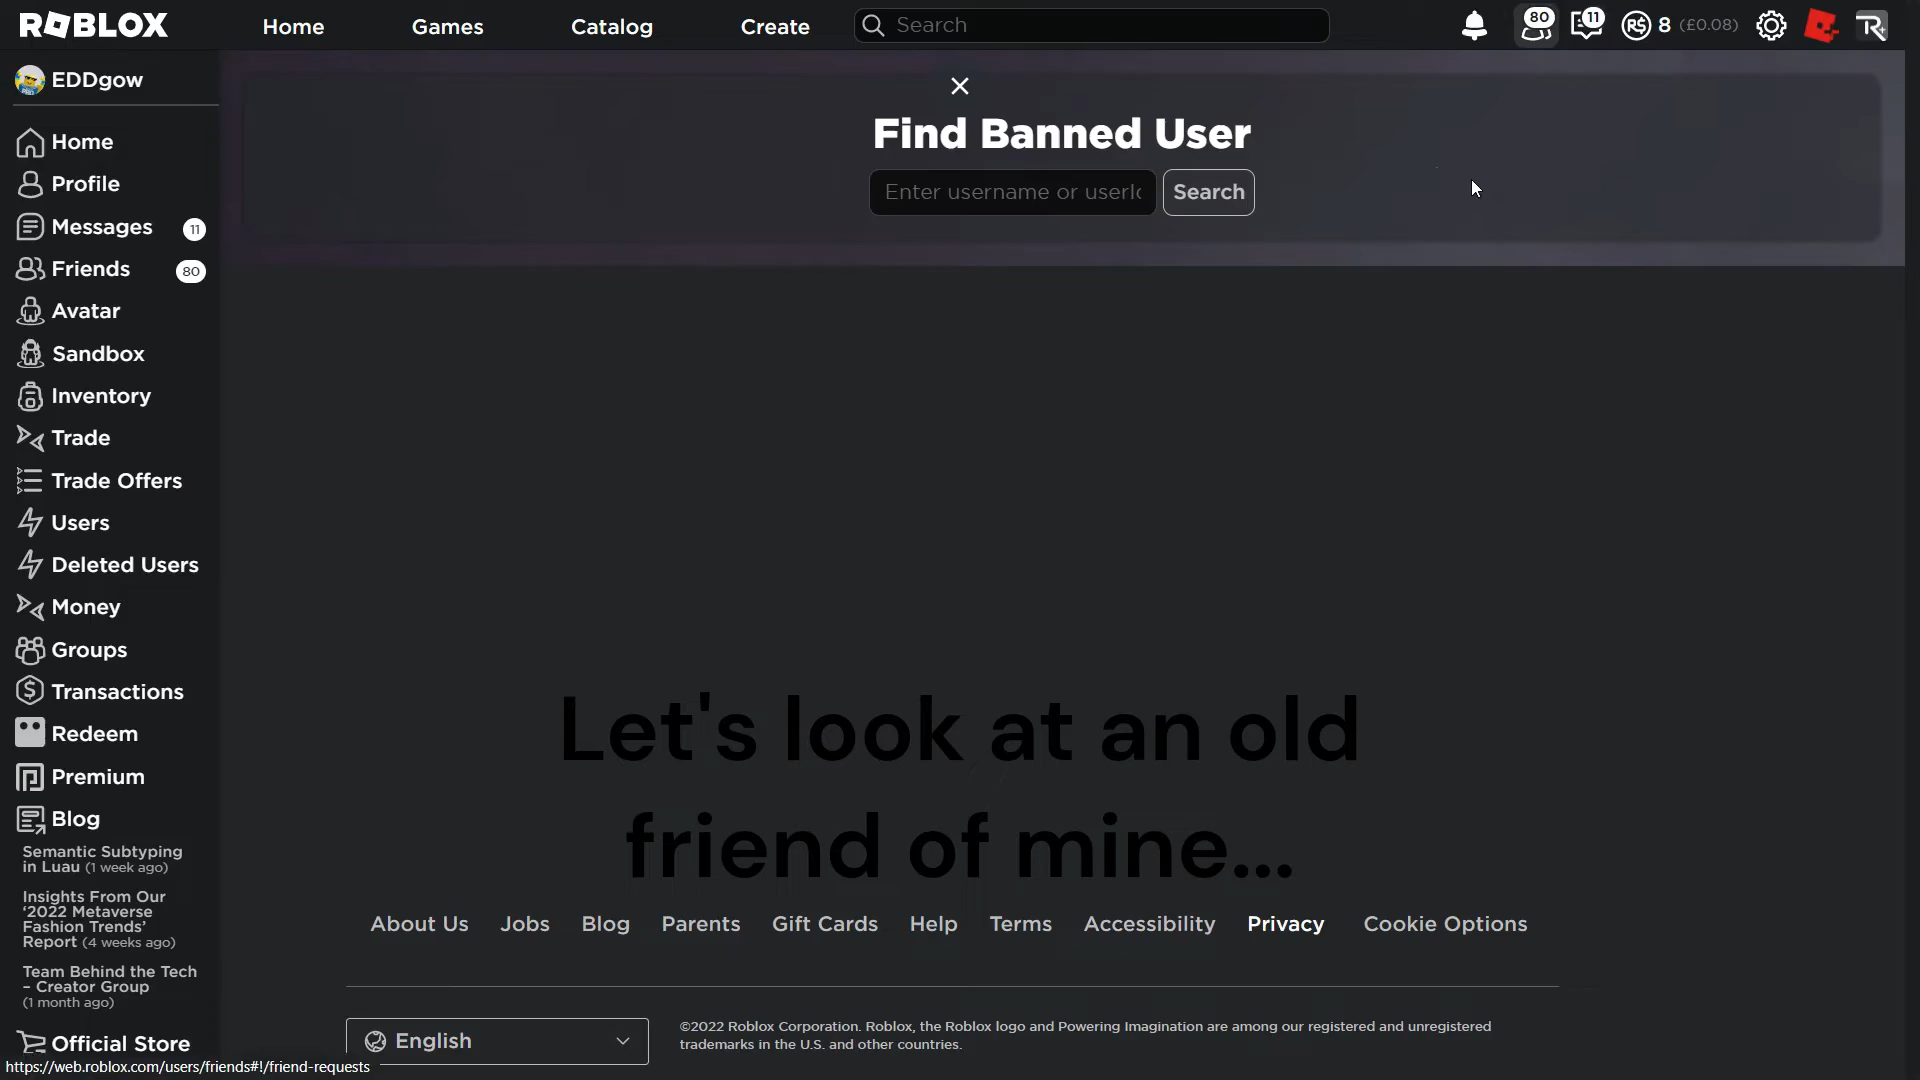 ROBLOX
Home
Games
Catalog
Create
Search
80
11
8 (£0.08)
R+
EDDgow
Home
Profile
Messages 11
Friends 80
Avatar
Sandbox
Inventory
Trade
Trade Offers
Users
Deleted Users
Money
Groups
Transactions
Redeem
Premium
Blog
Semantic Subtyping
in Luau (1 week ago)
Insights From Our
‘2022 Metaverse
Fashion Trends’
Report (4 weeks ago)
Team Behind the Tech
– Creator Group
(1 month ago)
Official Store
https://web.roblox.com/users/friends#!/friend-requests
Find Banned User
Enter username or userI
Search
Let's look at an old
friend of mine...
About Us Jobs Blog Parents Gift Cards Help Terms Accessibility Privacy Cookie Options
English
©2022 Roblox Corporation. Roblox, the Roblox logo and Powering Imagination are among our registered and unregistered
trademarks in the U.S. and other countries.